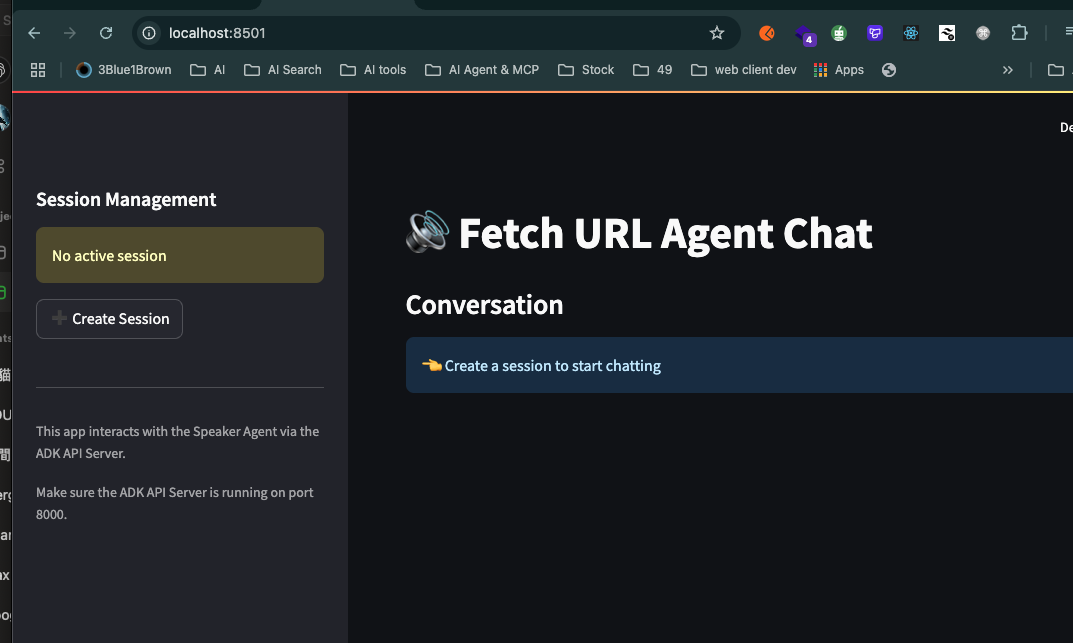 localhost:8501
4
3Blue1Brown
AI
AI Search
AI tools
AI Agent & MCP
Stock
49
web client dev
Apps
»
Session Management
No active session
Create Session
This app interacts with the Speaker Agent via the
ADK API Server.
Make sure the ADK API Server is running on port
8000.
Fetch URL Agent Chat
Conversation
Create a session to start chatting